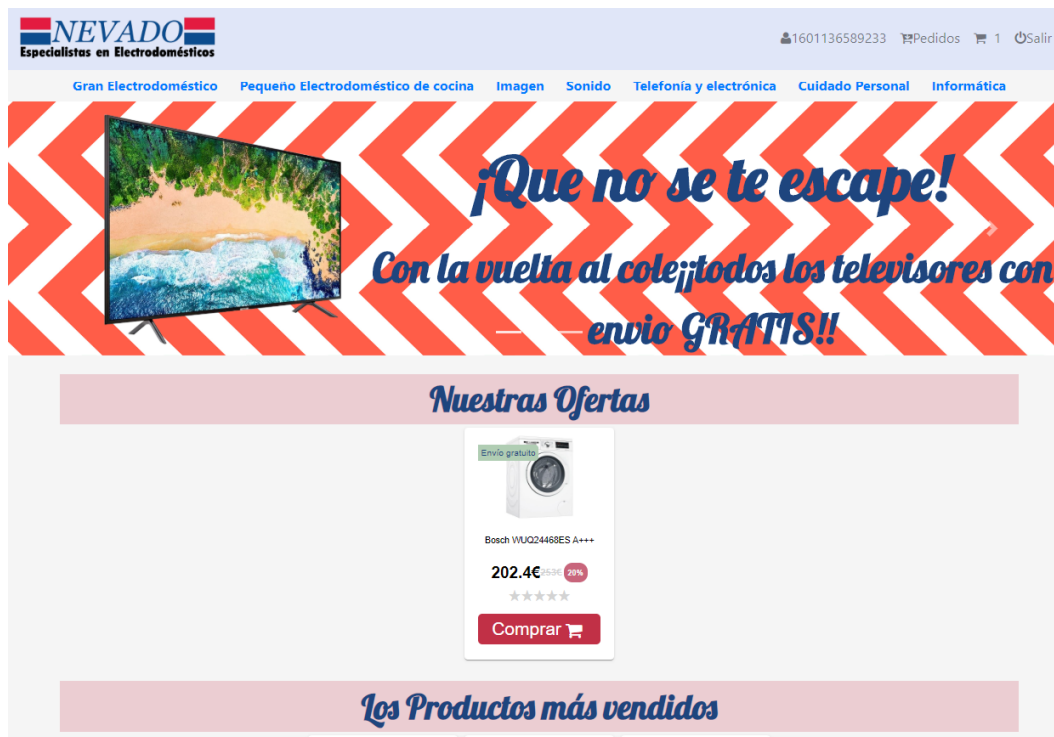 NEVADO
Especialistas en Electrodomésticos
1601136589233 Pedidos 1 Salir
Gran Electrodoméstico Pequeño Electrodoméstico de cocina Imagen Sonido Telefonía y electrónica Cuidado Personal Informática
¡Que no se te escape!
Con la vuelta al cole¡¡todos los televisores con
envio GRATIS!!
Nuestras Ofertas
Envío gratuito
Bosch WUQ24468ES A+++
202.4€ 253€ 20%
Comprar
Los Productos más vendidos